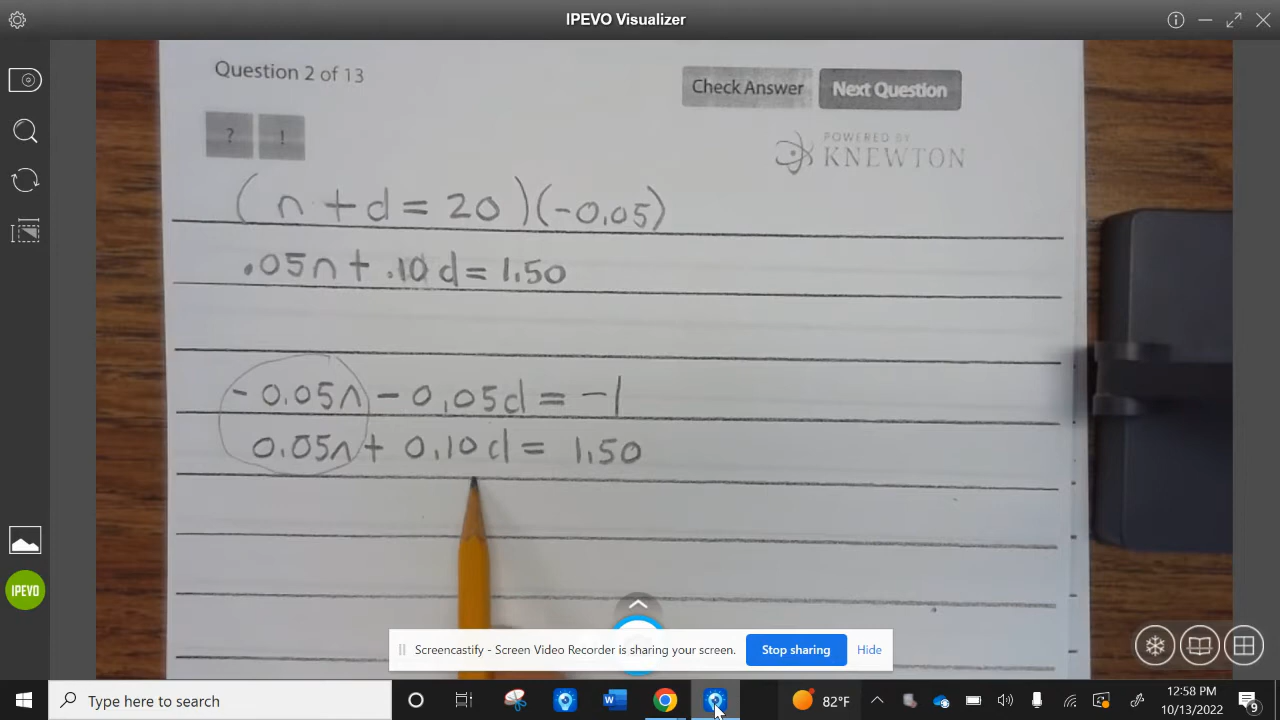 IPEVO Visualizer
Question 2 of 13
Check Answer
Next Question
?
!
POWERED BY
KNEWTON
(n + d = 20)(-0.05)
.05n + .10d = 1.50
-0.05n - 0.05d = -1
0.05n + 0.10d = 1.50
IPEVO
Screencastify - Screen Video Recorder is sharing your screen.
Stop sharing
Hide
Type here to search
82°F
12:58 PM
10/13/2022
9